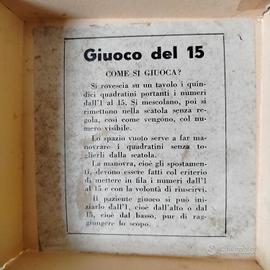 Giuoco del 15
COME SI GIUOCA?
Si rovescia su un tavolo i quin-
dici quadratini portanti i numeri
dall'1 al 15. Si mescolano, poi si
rimettono nella scatola senza re-
gola, così come vengono, col nu-
mero visibile.
Lo spazio vuoto serve a far ma-
novrare i quadratini senza to-
glierli dalla scatola.
La manovra, cioè gli spostamen-
ti, devono essere fatti col criterio
di mettere in fila i numeri dall'1
al 15 e con la volontà di riuscirvi.
Il paziente giuoco si può ini-
ziarlo dall'1, cioè dall'alto o dal
15, cioè dal basso, pur di rag-
giungere lo scopo.